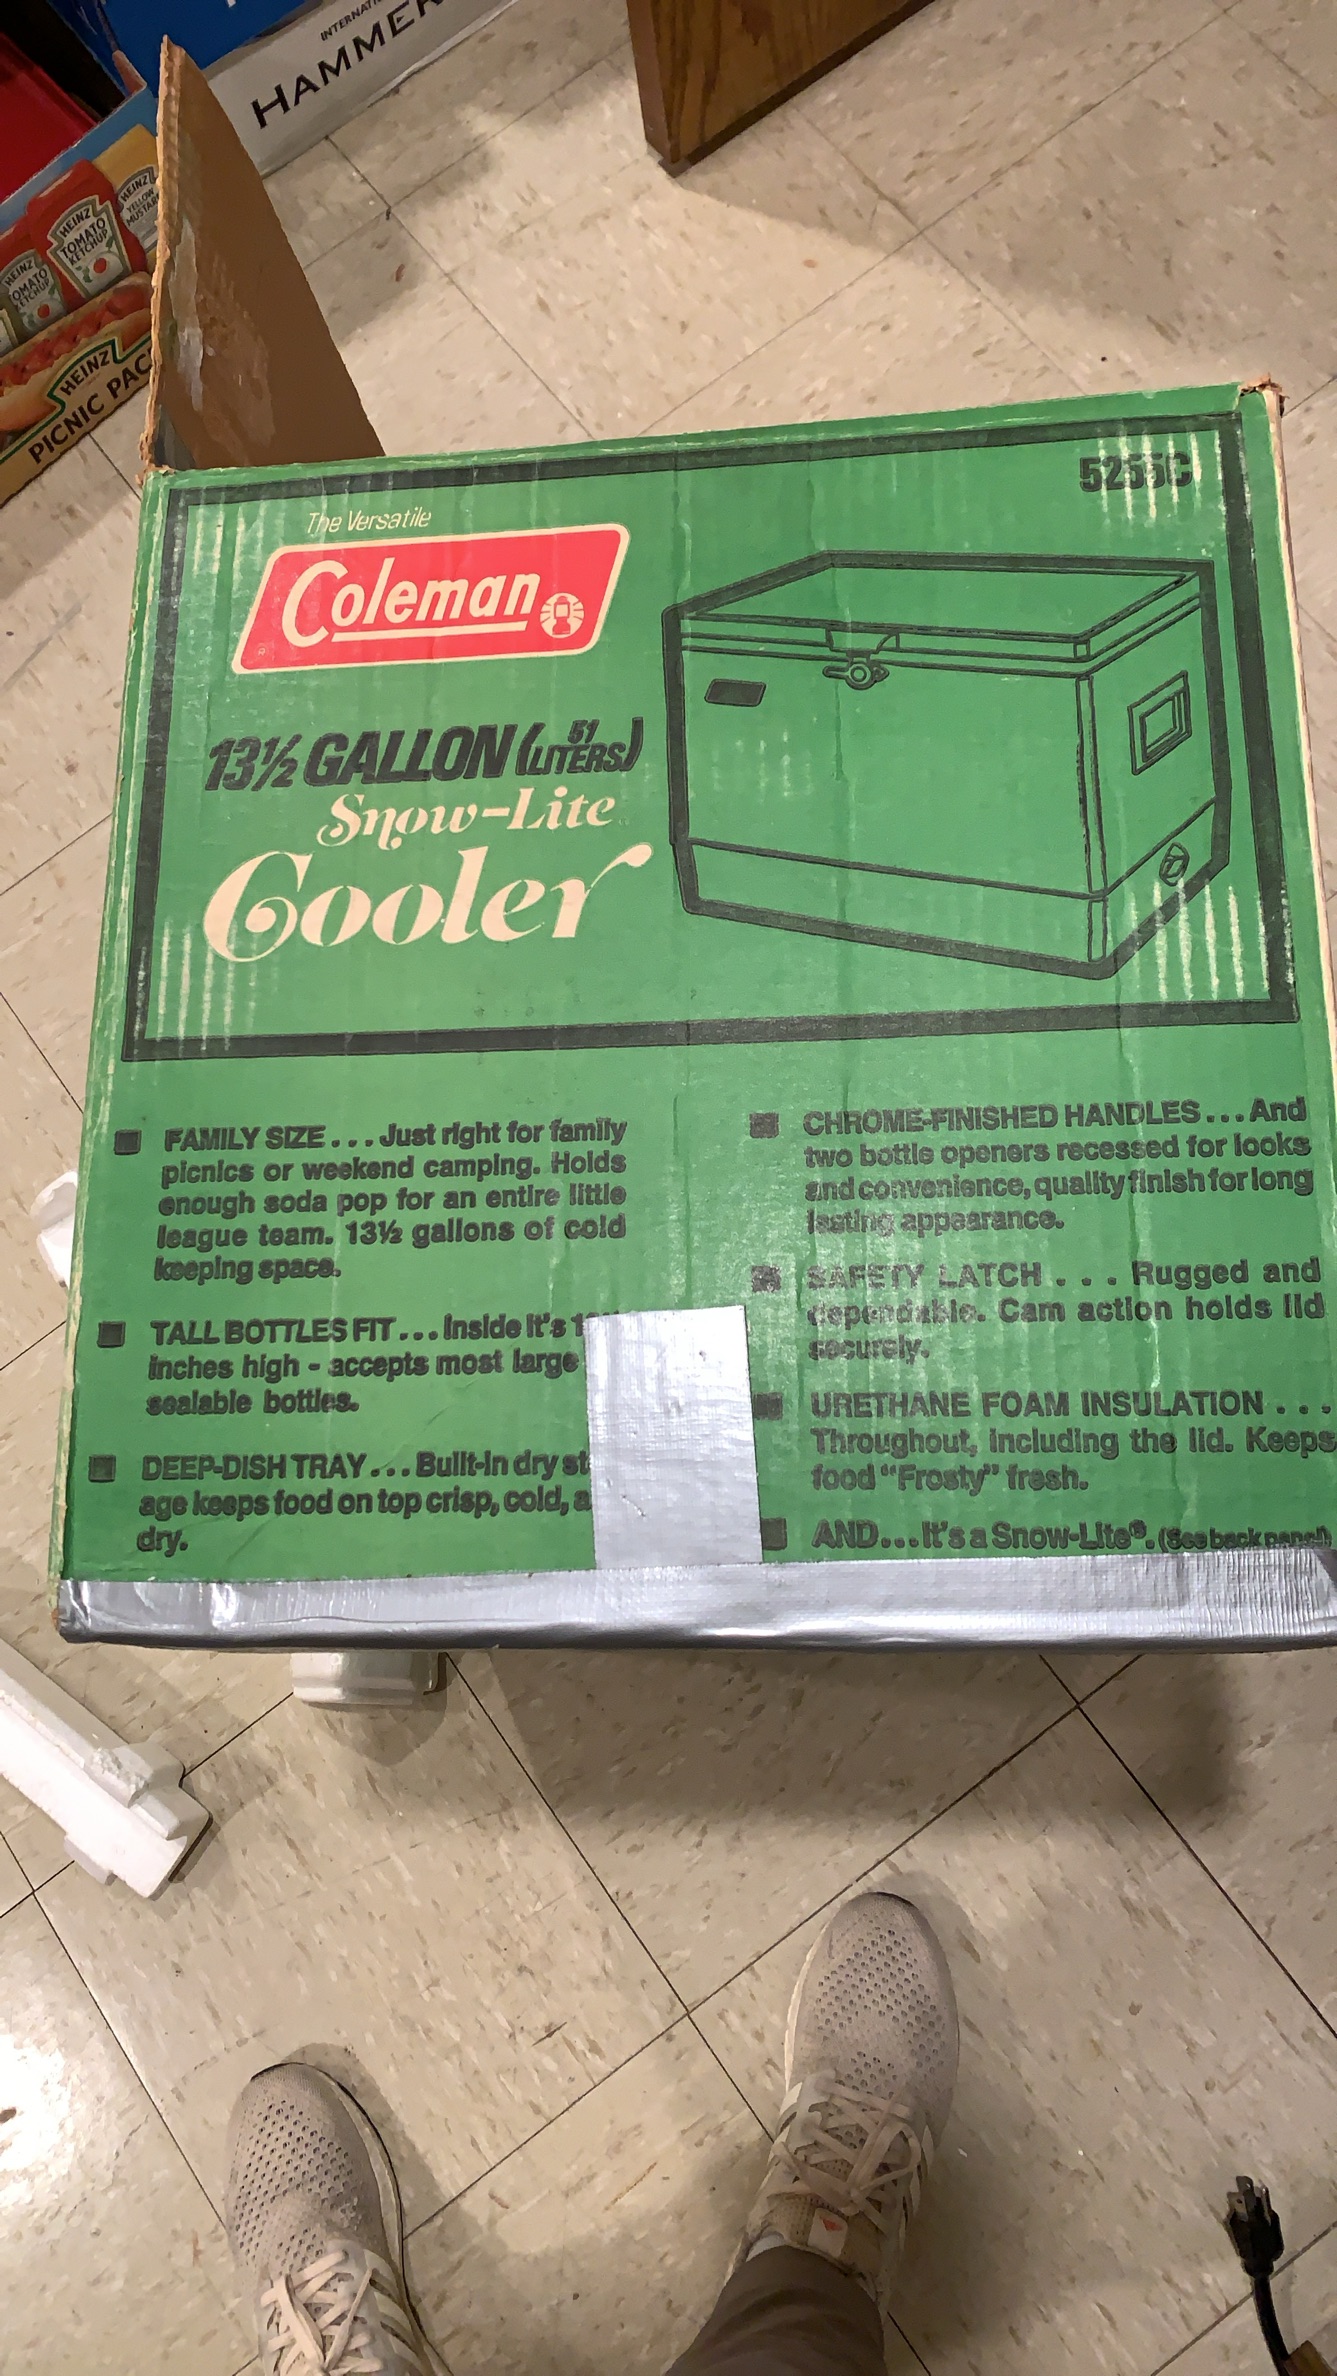 INTERNATIONAL
HAMMER
HEINZ
TOMATO
KETCHUP
HEINZ
YELLOW
MUSTARD
HEINZ
TOMATO
KETCHUP
HEINZ
PICNIC PAC
5255C
The Versatile
Coleman
13½ GALLON (51 LITERS)
Snow-Lite
Cooler
FAMILY SIZE... Just right for family
picnics or weekend camping. Holds
enough soda pop for an entire little
league team. 13½ gallons of cold
keeping space.
TALL BOTTLES FIT... Inside it's
inches high - accepts most large
sealable bottles.
DEEP-DISH TRAY... Built-in dry st
age keeps food on top crisp, cold, a
dry.
CHROME-FINISHED HANDLES... And
two bottle openers recessed for looks
and convenience, quality finish for long
lasting appearance.
SAFETY LATCH... Rugged and
dependable. Cam action holds lid
securely.
URETHANE FOAM INSULATION...
Throughout, including the lid. Keeps
food "Frosty" fresh.
AND... It's a Snow-Lite®. (See back panel)